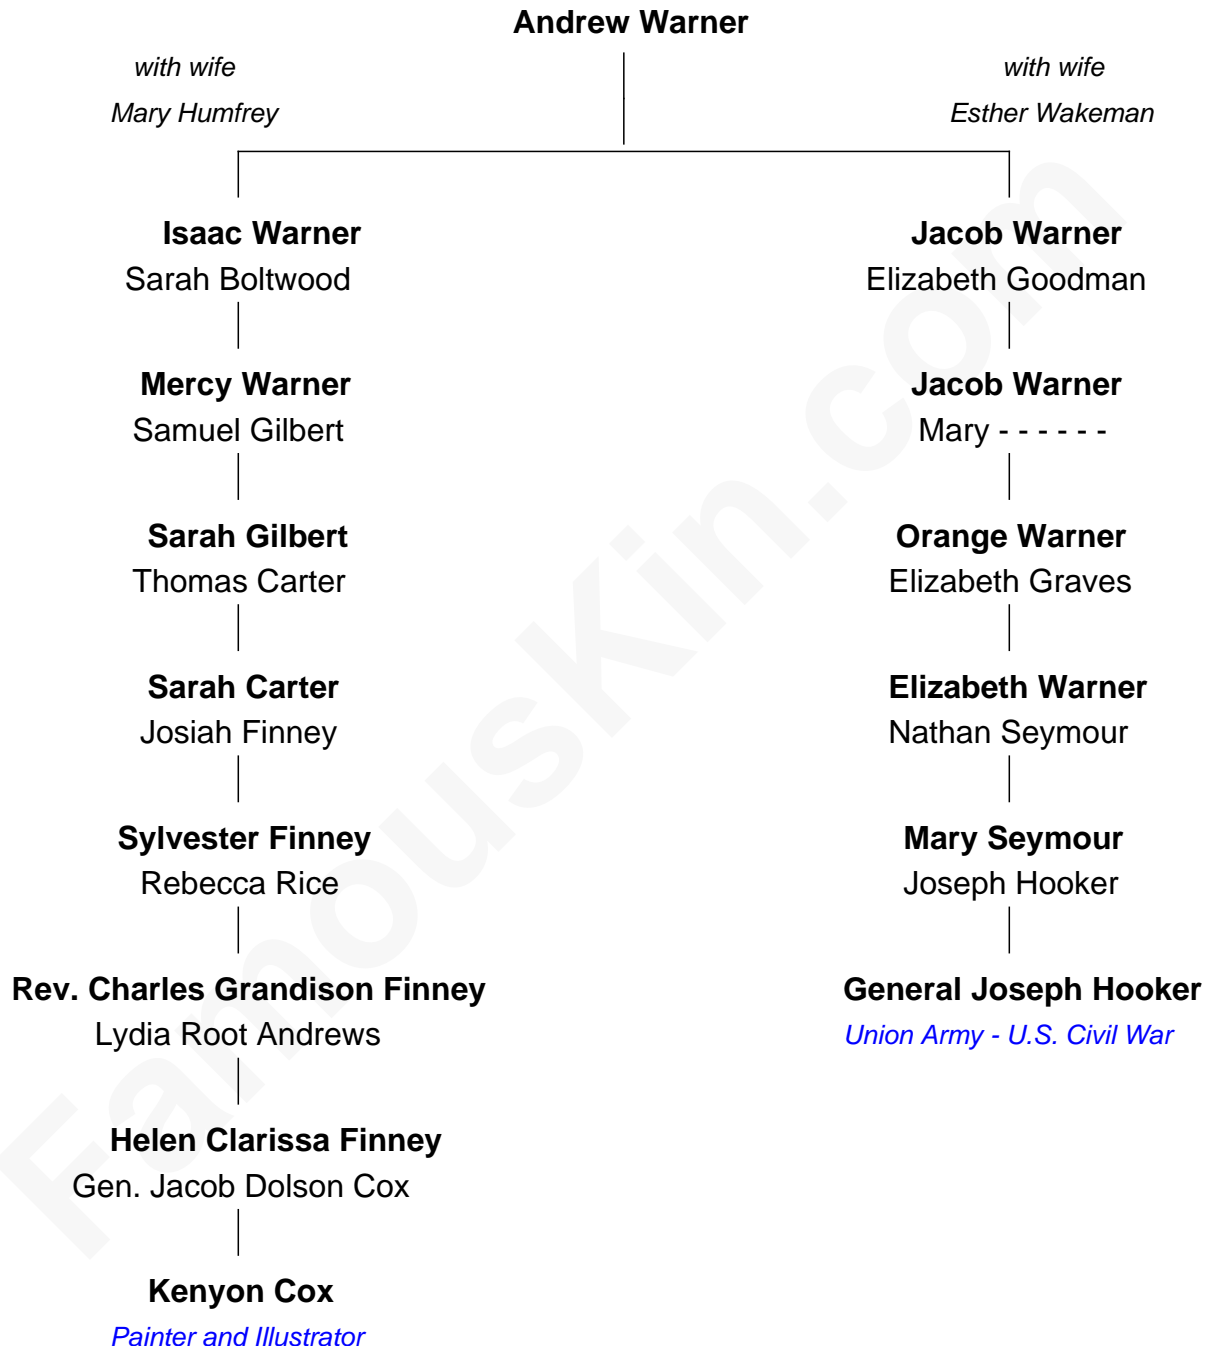 Andrew Warner
with wife
Mary Humfrey
with wife
Esther Wakeman
Isaac Warner
Sarah Boltwood
Jacob Warner
Elizabeth Goodman
Mercy Warner
Samuel Gilbert
Jacob Warner
Mary - - - - - -
Sarah Gilbert
Thomas Carter
Orange Warner
Elizabeth Graves
Sarah Carter
Josiah Finney
Elizabeth Warner
Nathan Seymour
Sylvester Finney
Rebecca Rice
Mary Seymour
Joseph Hooker
Rev. Charles Grandison Finney
Lydia Root Andrews
General Joseph Hooker
Union Army - U.S. Civil War
Helen Clarissa Finney
Gen. Jacob Dolson Cox
Kenyon Cox
Painter and Illustrator
FamousKin.com